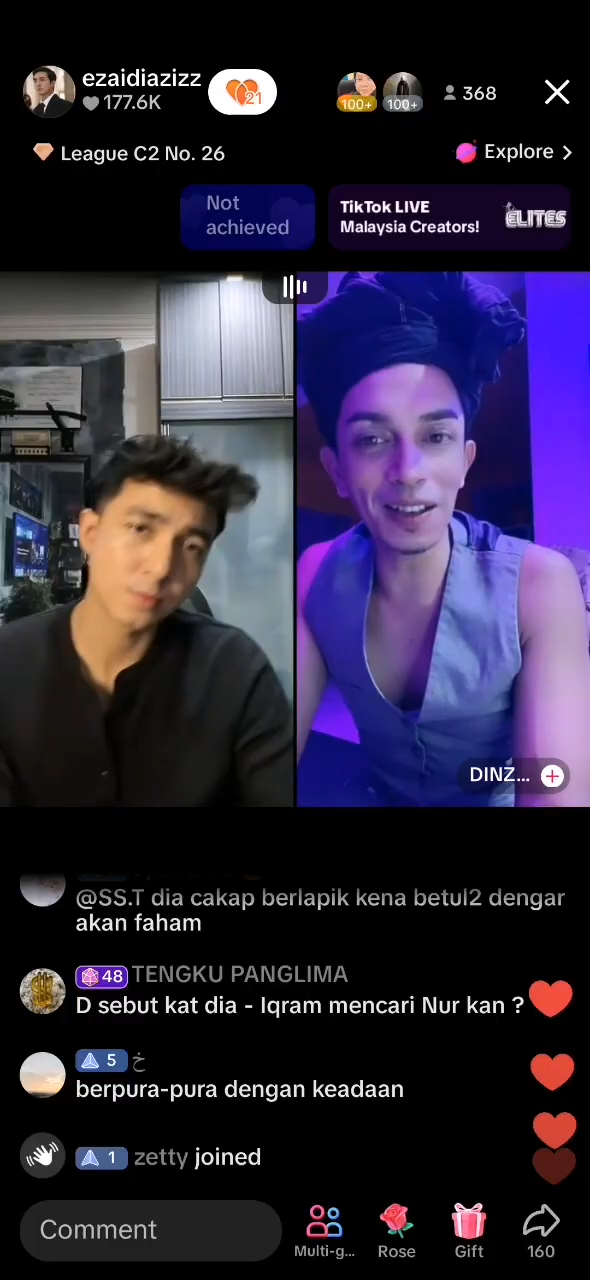 ezaidiazizz
177.6K
21
100+
100+
368
League C2 No. 26
Explore
Not
achieved
TikTok LIVE
Malaysia Creators!
ELITES
DINZ...
@SS.T dia cakap berlapik kena betul2 dengar
akan faham
48 TENGKU PANGLIMA
D sebut kat dia - Iqram mencari Nur kan ?
5 خ
berpura-pura dengan keadaan
1 zetty joined
Comment
Multi-g...
Rose
Gift
160